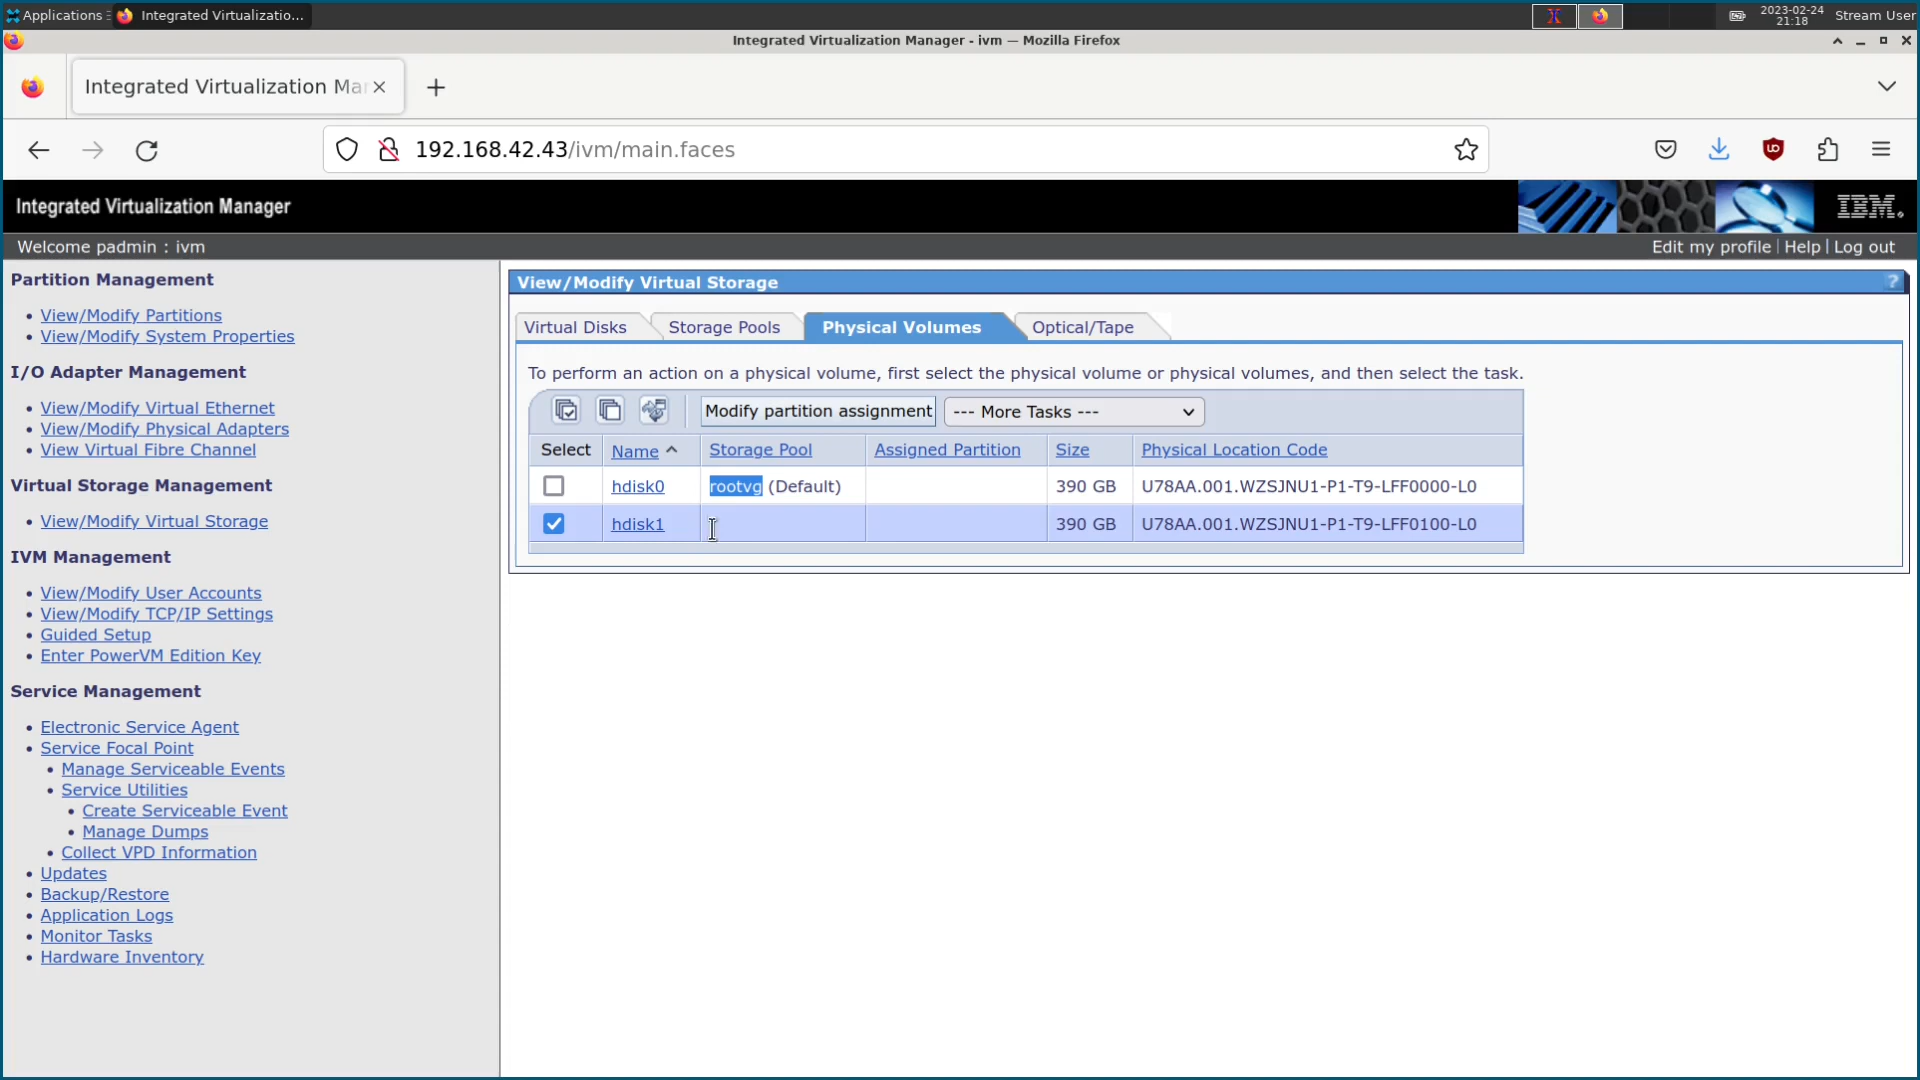 Applications
Integrated Virtualizatio...
2023-02-24
21:18
Stream User
Integrated Virtualization Manager - ivm — Mozilla Firefox
Integrated Virtualization Ma
192.168.42.43/ivm/main.faces
Integrated Virtualization Manager
IBM.
Welcome padmin : ivm
Edit my profile | Help | Log out
Partition Management
• View/Modify Partitions
• View/Modify System Properties
I/O Adapter Management
• View/Modify Virtual Ethernet
• View/Modify Physical Adapters
• View Virtual Fibre Channel
Virtual Storage Management
• View/Modify Virtual Storage
IVM Management
• View/Modify User Accounts
• View/Modify TCP/IP Settings
• Guided Setup
• Enter PowerVM Edition Key
Service Management
• Electronic Service Agent
• Service Focal Point
• Manage Serviceable Events
• Service Utilities
• Create Serviceable Event
• Manage Dumps
• Collect VPD Information
• Updates
• Backup/Restore
• Application Logs
• Monitor Tasks
• Hardware Inventory
View/Modify Virtual Storage ?
Virtual Disks Storage Pools Physical Volumes Optical/Tape
To perform an action on a physical volume, first select the physical volume or physical volumes, and then select the task.
Modify partition assignment --- More Tasks ---
Select Name Storage Pool Assigned Partition Size Physical Location Code
hdisk0 rootvg (Default) 390 GB U78AA.001.WZSJNU1-P1-T9-LFF0000-L0
hdisk1 390 GB U78AA.001.WZSJNU1-P1-T9-LFF0100-L0